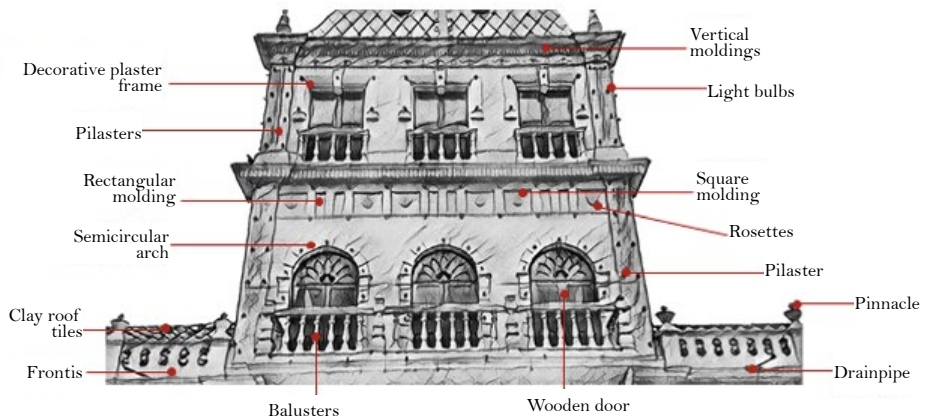 Vertical
moldings
Decorative plaster
frame
Light bulbs
Pilasters
Rectangular
molding
Square
molding
Rosettes
Semicircular
arch
Pilaster
Pinnacle
Clay roof
tiles
Frontis
Drainpipe
Balusters
Wooden door